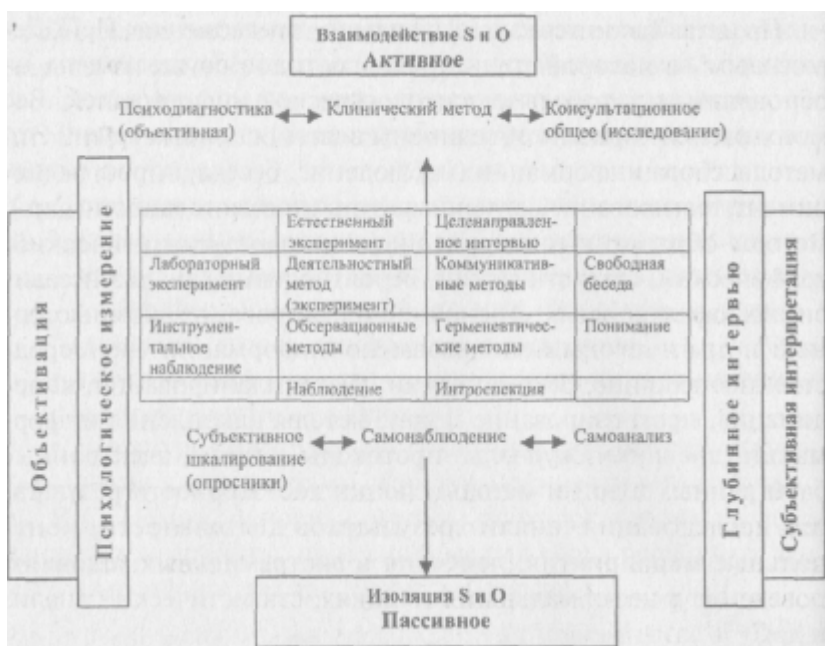 Взаимодействие S и O
Активное
Психодиагностика
(объективная)
Клинический метод
Консультационное
общее (исследование)
Объективация
Психологическсое измерение
Естественный
эксперимент
Целенаправлен-
ное интервью
Лабораторный
эксперимент
Деятельностный
метод
(эксперимент)
Коммуникатив-
ные методы
Свободная
беседа
Инструмен-
тальное
наблюдение
Обсервационные
методы
Герменевтичес-
кие методы
Понимание
Наблюдение
Интроспекция
Глубинные интервью
Субъективная интерпретация
Субъективное
шкалирование
(опросники)
Самонаблюдение
Самоанализ
Изоляция S и O
Пассивное